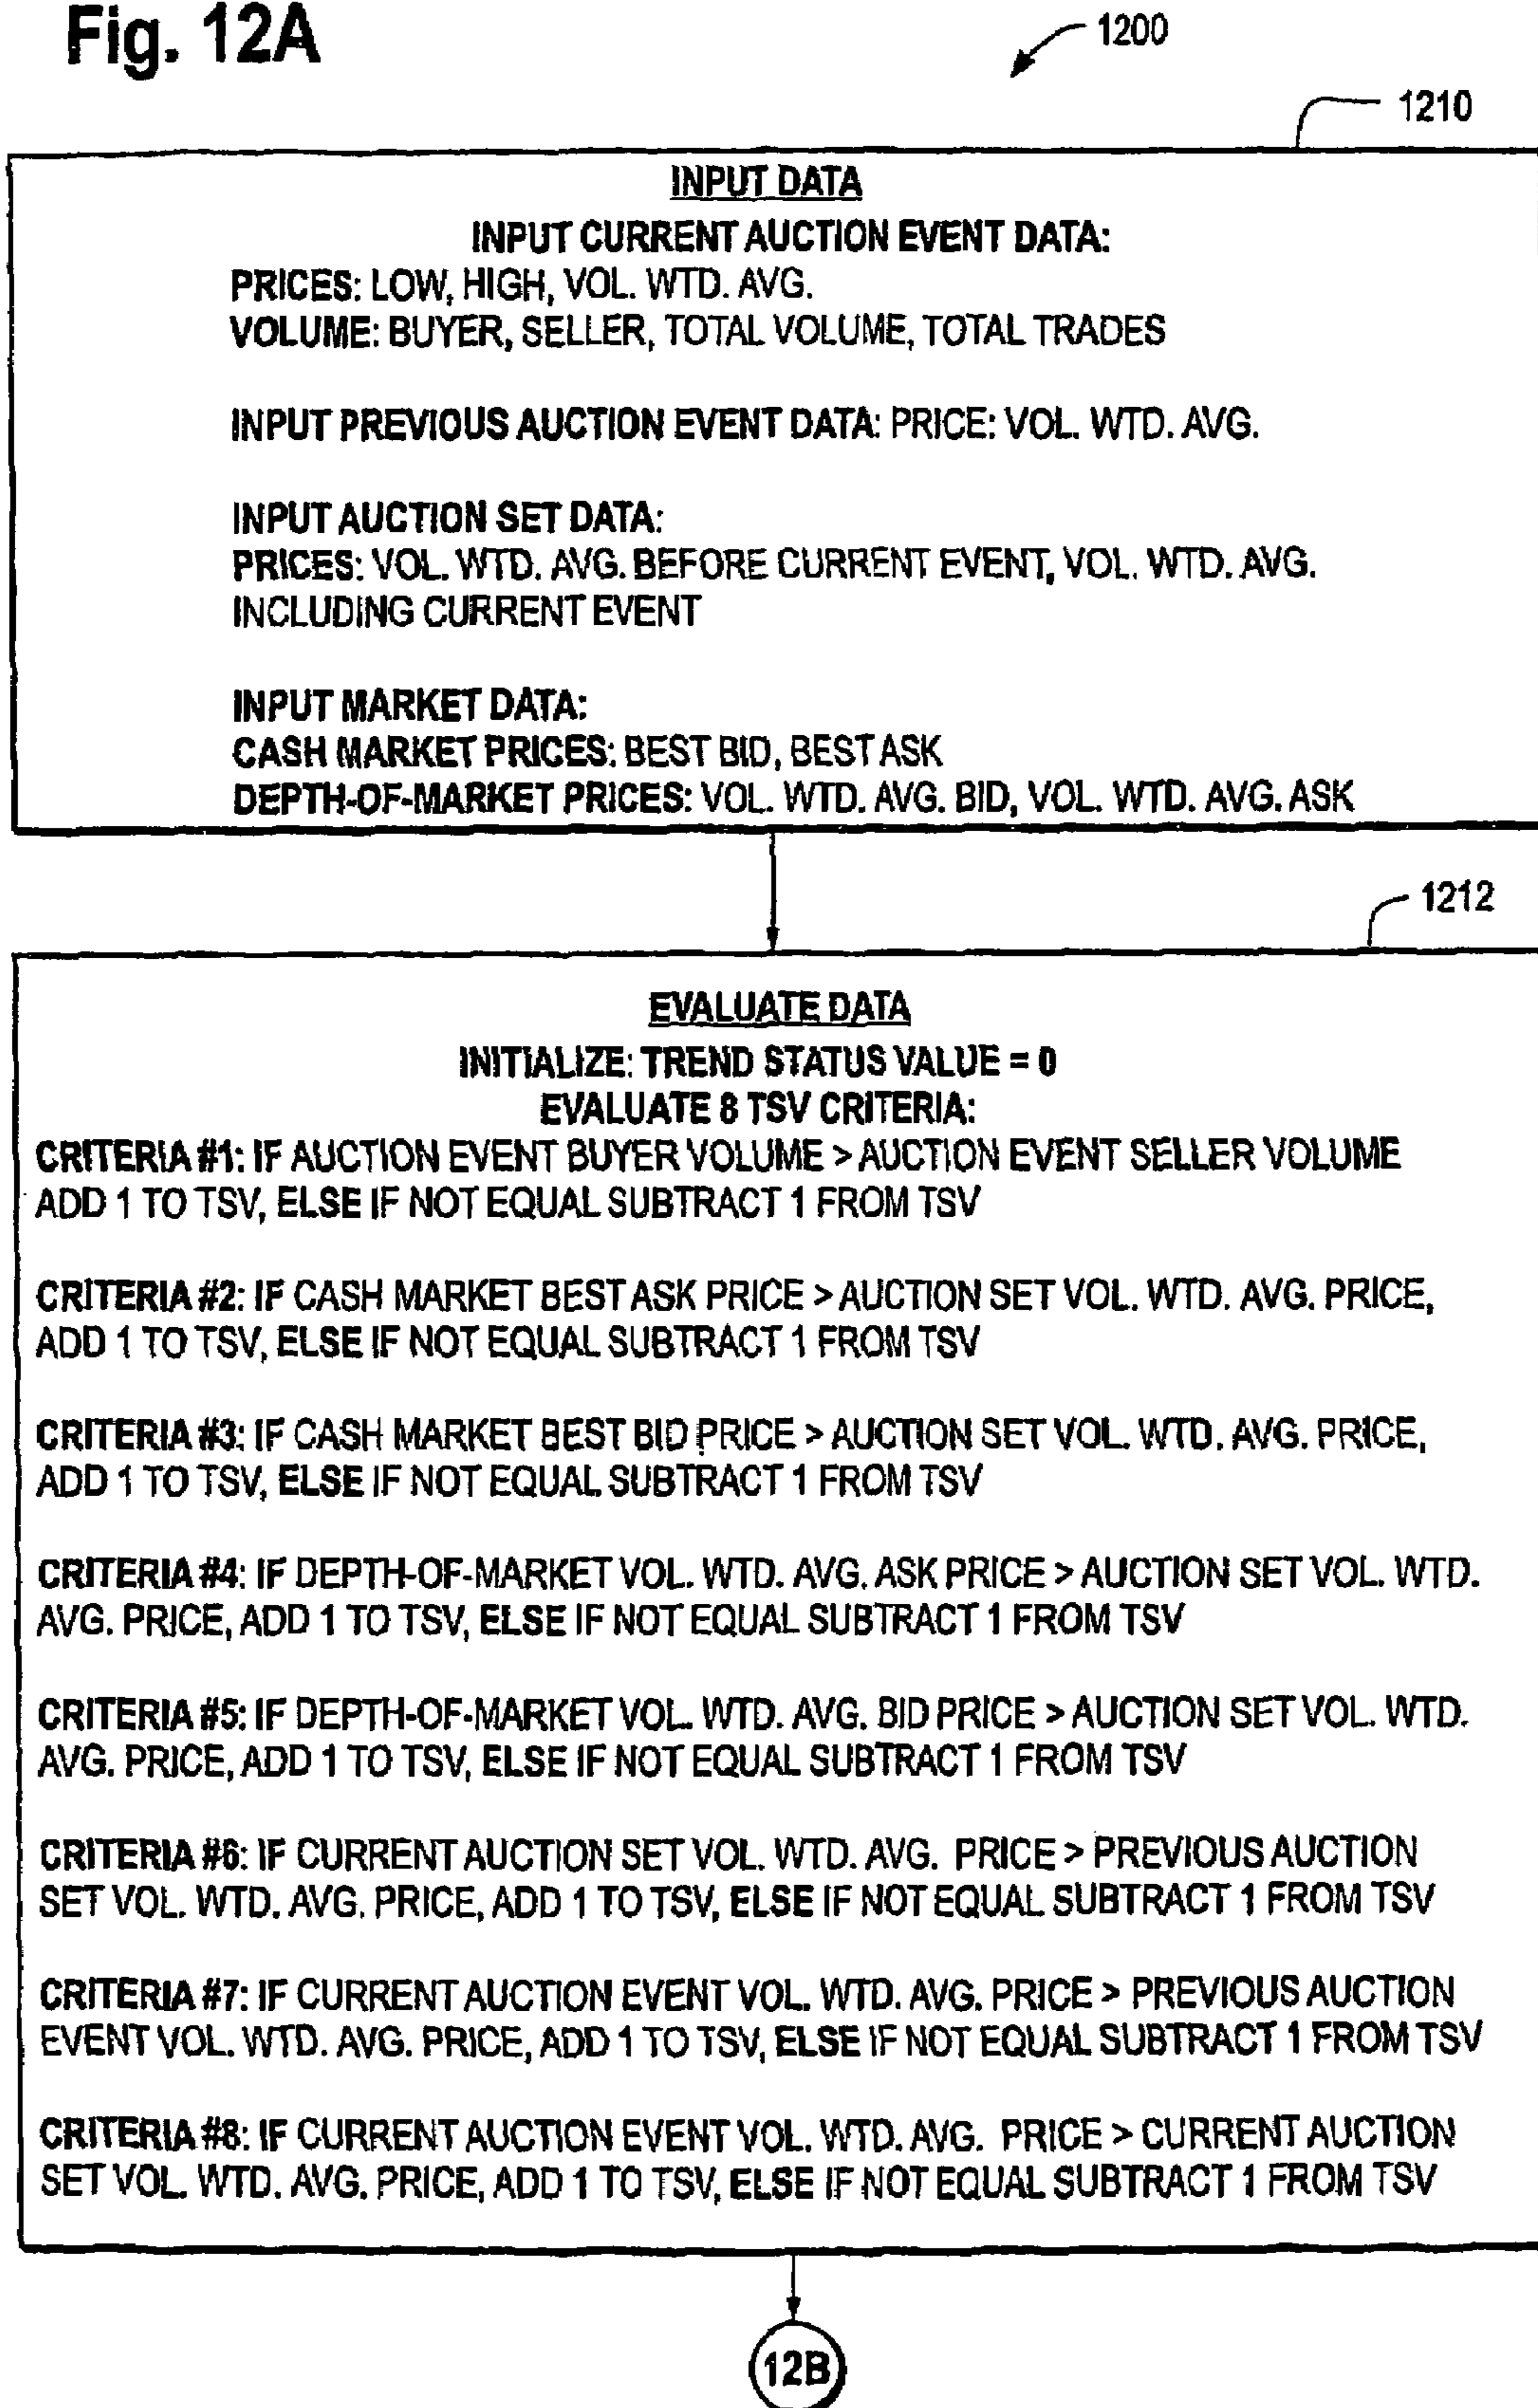 Fig. 12A
1200
1210
INPUT DATA
INPUT CURRENT AUCTION EVENT DATA:
PRICES: LOW, HIGH, VOL. WTD. AVG.
VOLUME: BUYER, SELLER, TOTAL VOLUME, TOTAL TRADES
INPUT PREVIOUS AUCTION EVENT DATA: PRICE: VOL. WTD. AVG.
INPUT AUCTION SET DATA:
PRICES: VOL. WTD. AVG. BEFORE CURRENT EVENT, VOL. WTD. AVG.
INCLUDING CURRENT EVENT
INPUT MARKET DATA:
CASH MARKET PRICES: BEST BID, BEST ASK
DEPTH-OF-MARKET PRICES: VOL. WTD. AVG. BID, VOL. WTD. AVG. ASK
1212
EVALUATE DATA
INITIALIZE: TREND STATUS VALUE = 0
EVALUATE 8 TSV CRITERIA:
CRITERIA #1: IF AUCTION EVENT BUYER VOLUME > AUCTION EVENT SELLER VOLUME
ADD 1 TO TSV, ELSE IF NOT EQUAL SUBTRACT 1 FROM TSV
CRITERIA #2: IF CASH MARKET BEST ASK PRICE > AUCTION SET VOL. WTD. AVG. PRICE,
ADD 1 TO TSV, ELSE IF NOT EQUAL SUBTRACT 1 FROM TSV
CRITERIA #3: IF CASH MARKET BEST BID PRICE > AUCTION SET VOL. WTD. AVG. PRICE,
ADD 1 TO TSV, ELSE IF NOT EQUAL SUBTRACT 1 FROM TSV
CRITERIA #4: IF DEPTH-OF-MARKET VOL. WTD. AVG. ASK PRICE > AUCTION SET VOL. WTD.
AVG. PRICE, ADD 1 TO TSV, ELSE IF NOT EQUAL SUBTRACT 1 FROM TSV
CRITERIA #5: IF DEPTH-OF-MARKET VOL. WTD. AVG. BID PRICE > AUCTION SET VOL. WTD.
AVG. PRICE, ADD 1 TO TSV, ELSE IF NOT EQUAL SUBTRACT 1 FROM TSV
CRITERIA #6: IF CURRENT AUCTION SET VOL. WTD. AVG. PRICE > PREVIOUS AUCTION
SET VOL. WTD. AVG. PRICE, ADD 1 TO TSV, ELSE IF NOT EQUAL SUBTRACT 1 FROM TSV
CRITERIA #7: IF CURRENT AUCTION EVENT VOL. WTD. AVG. PRICE > PREVIOUS AUCTION
EVENT VOL. WTD. AVG. PRICE, ADD 1 TO TSV, ELSE IF NOT EQUAL SUBTRACT 1 FROM TSV
CRITERIA #8: IF CURRENT AUCTION EVENT VOL. WTD. AVG. PRICE > CURRENT AUCTION
SET VOL. WTD. AVG. PRICE, ADD 1 TO TSV, ELSE IF NOT EQUAL SUBTRACT 1 FROM TSV
12B